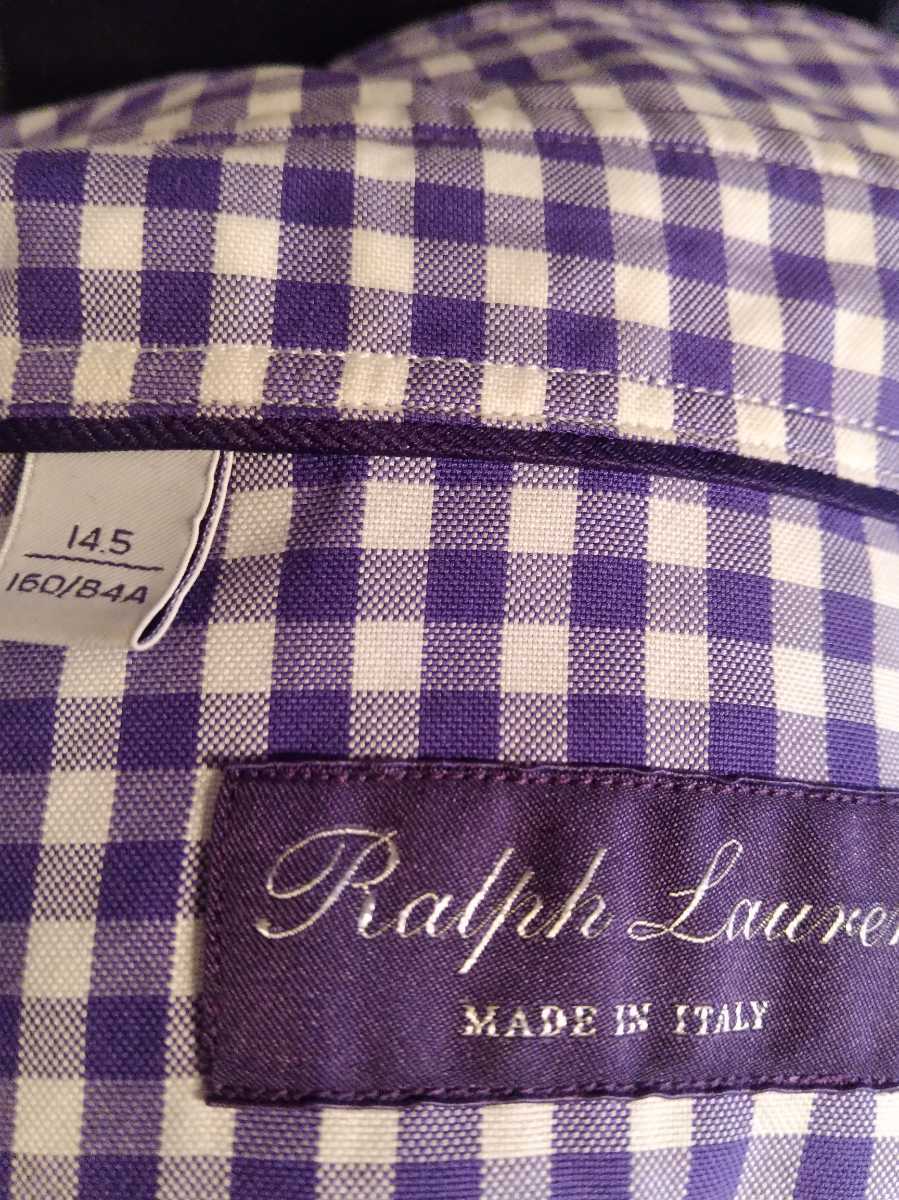 14.5
160/84A
Ralph Lauren
MADE IN ITALY